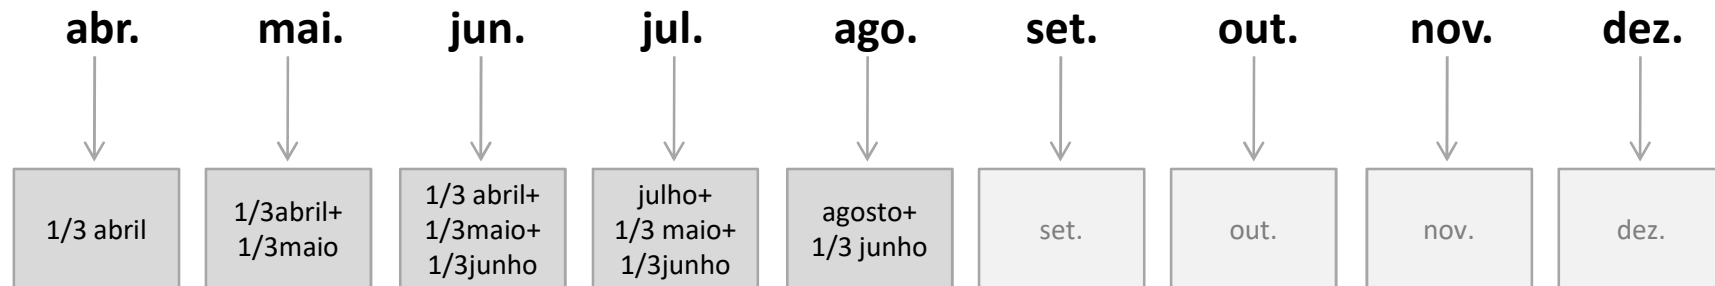 abr. mai. jun. jul. ago. set. out. nov. dez.
1/3 abril
1/3abril+
1/3maio
1/3 abril+
1/3maio+
1/3junho
julho+
1/3 maio+
1/3junho
agosto+
1/3 junho
set.
out.
nov.
dez.